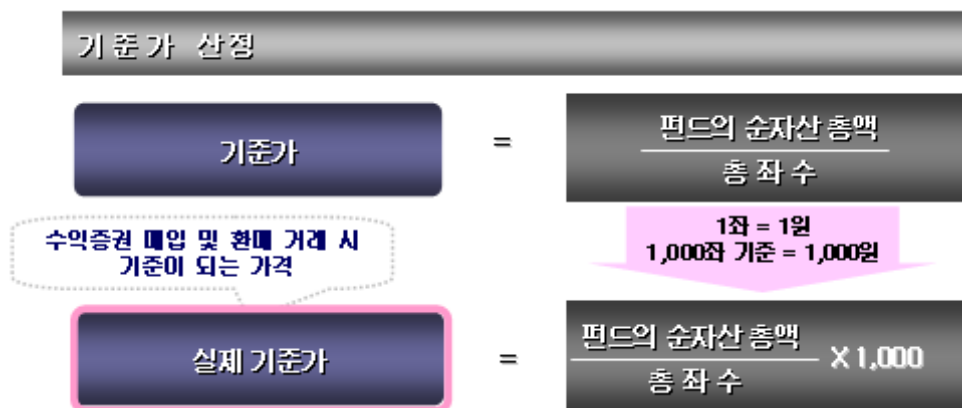 기 준 가 산 정
기준가
=
펀드의 순자산 총액
총 좌 수
수익증권 매입 및 환매 거래 시
기준이 되는 가격
1좌 = 1원
1,000좌 기준 = 1,000원
실제 기준가
=
펀드의 순자산 총액
총 좌 수
X 1,000